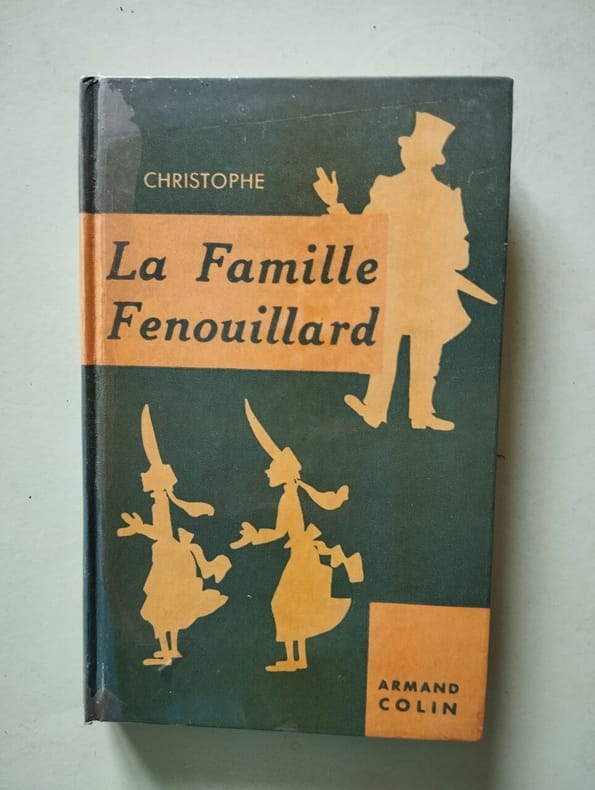 CHRISTOPHE
La Famille
Fenouillard
ARMAND
COLIN